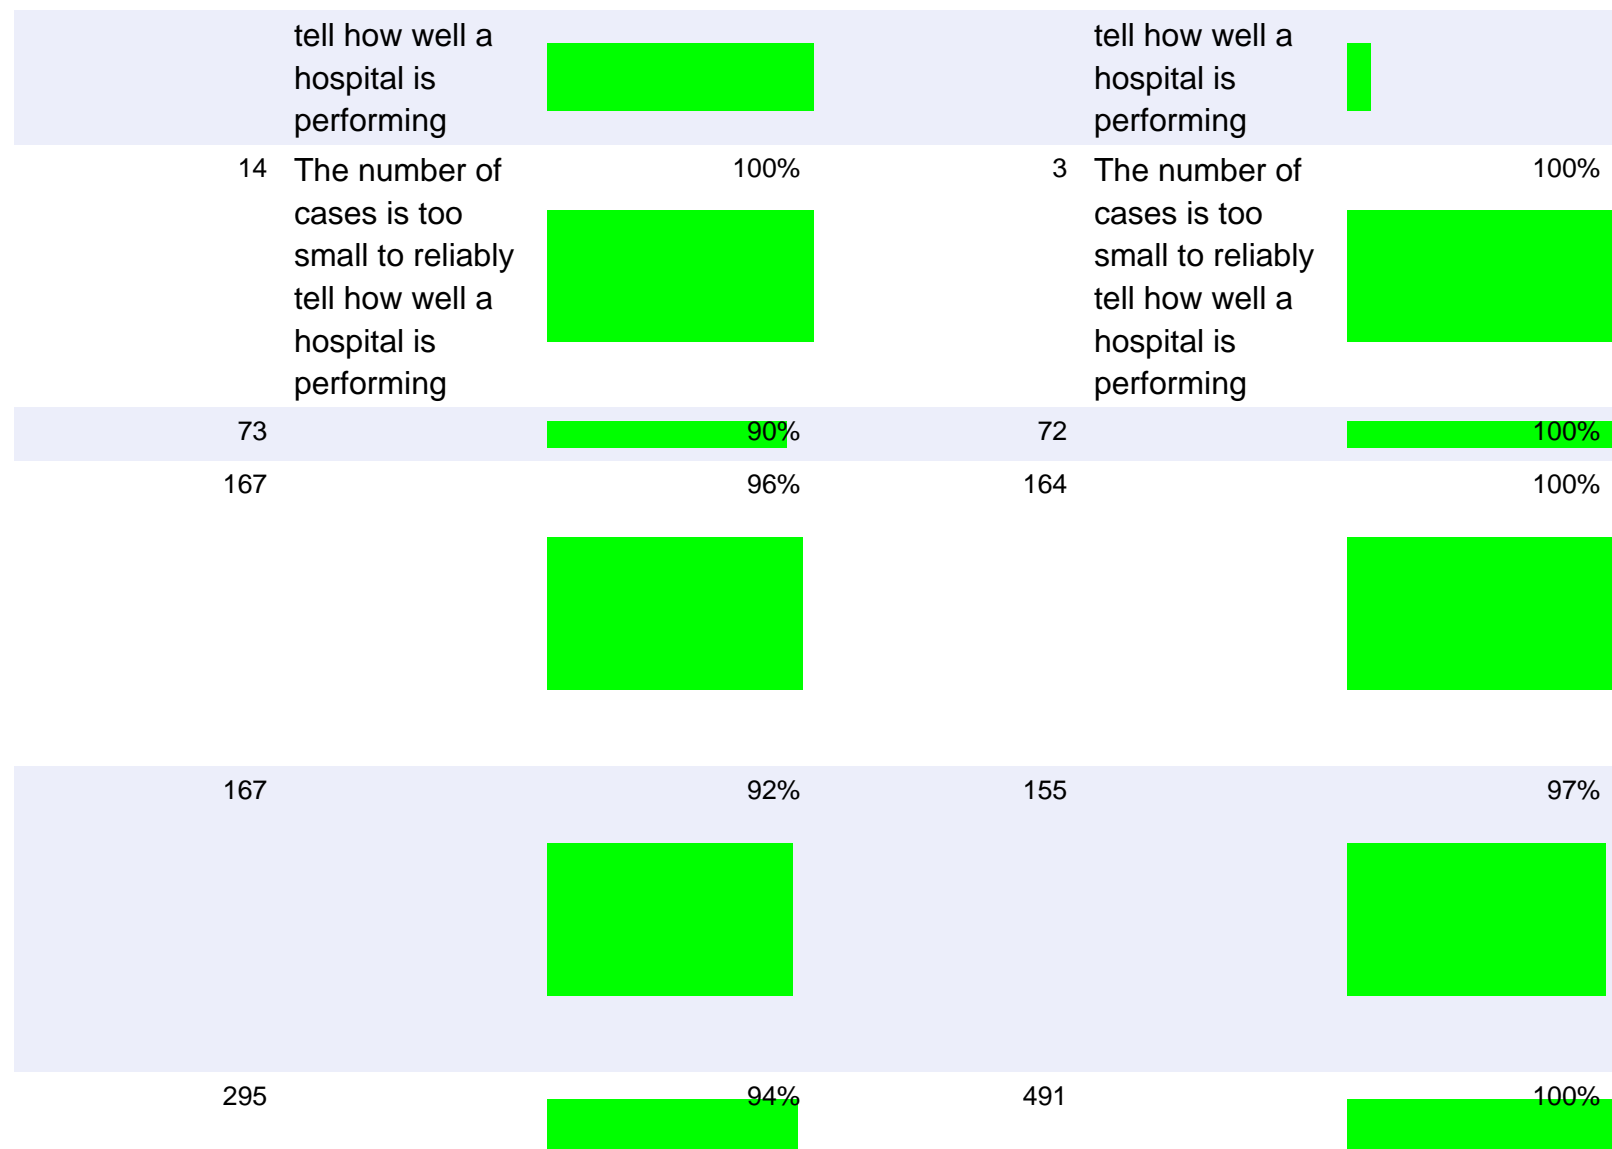 tell how well a tell how well a
hospital is hospital is
performing performing
14 The number of 100% 3 The number of 100%
cases is too cases is too
small to reliably small to reliably
tell how well a tell how well a
hospital is hospital is
performing performing
73 90% 72 100%
167 96% 164 100%
167 92% 155 97%
295 94% 491 100%